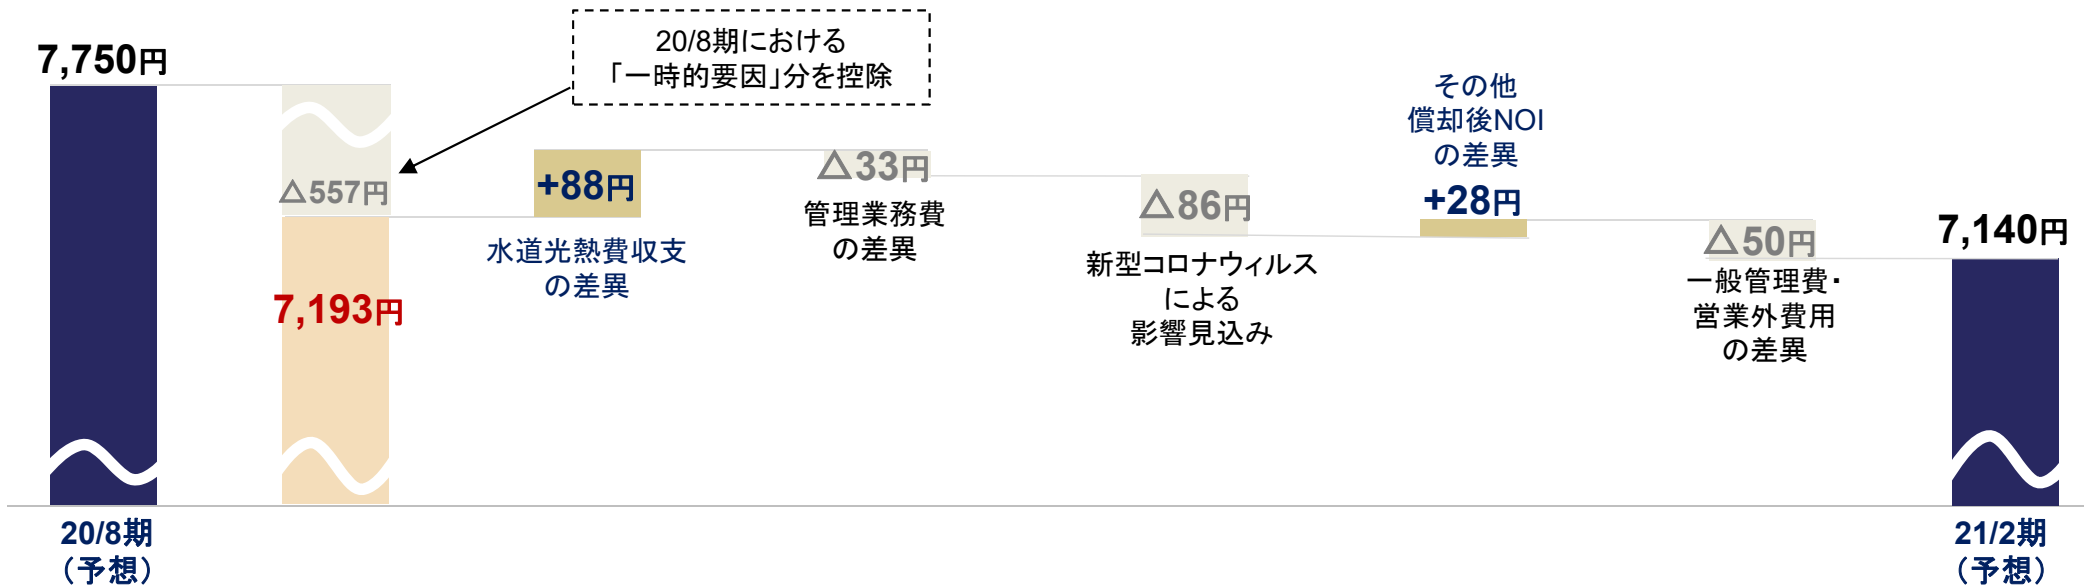 7,750円
20/8期における
「一時的要因」分を控除
△557円
7,193円
+88円
水道光熱費収支
の差異
△33円
管理業務費
の差異
△86円
新型コロナウィルス
による
影響見込み
その他
償却後NOI
の差異
+28円
△50円
一般管理費・
営業外費用
の差異
7,140円
20/8期
（予想）
21/2期
（予想）